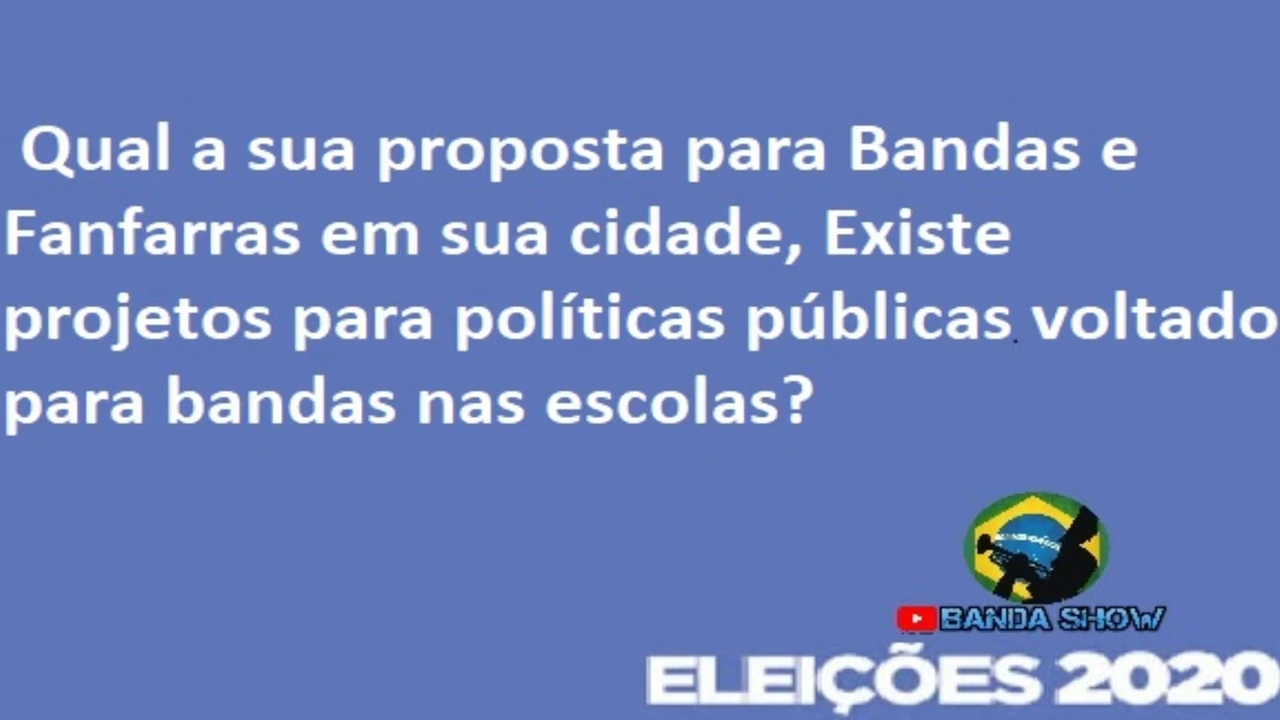 Qual a sua proposta para Bandas e
Fanfarras em sua cidade, Existe
projetos para políticas públicas voltado
para bandas nas escolas?
BANDA SHOW
ELEIÇÕES 2020